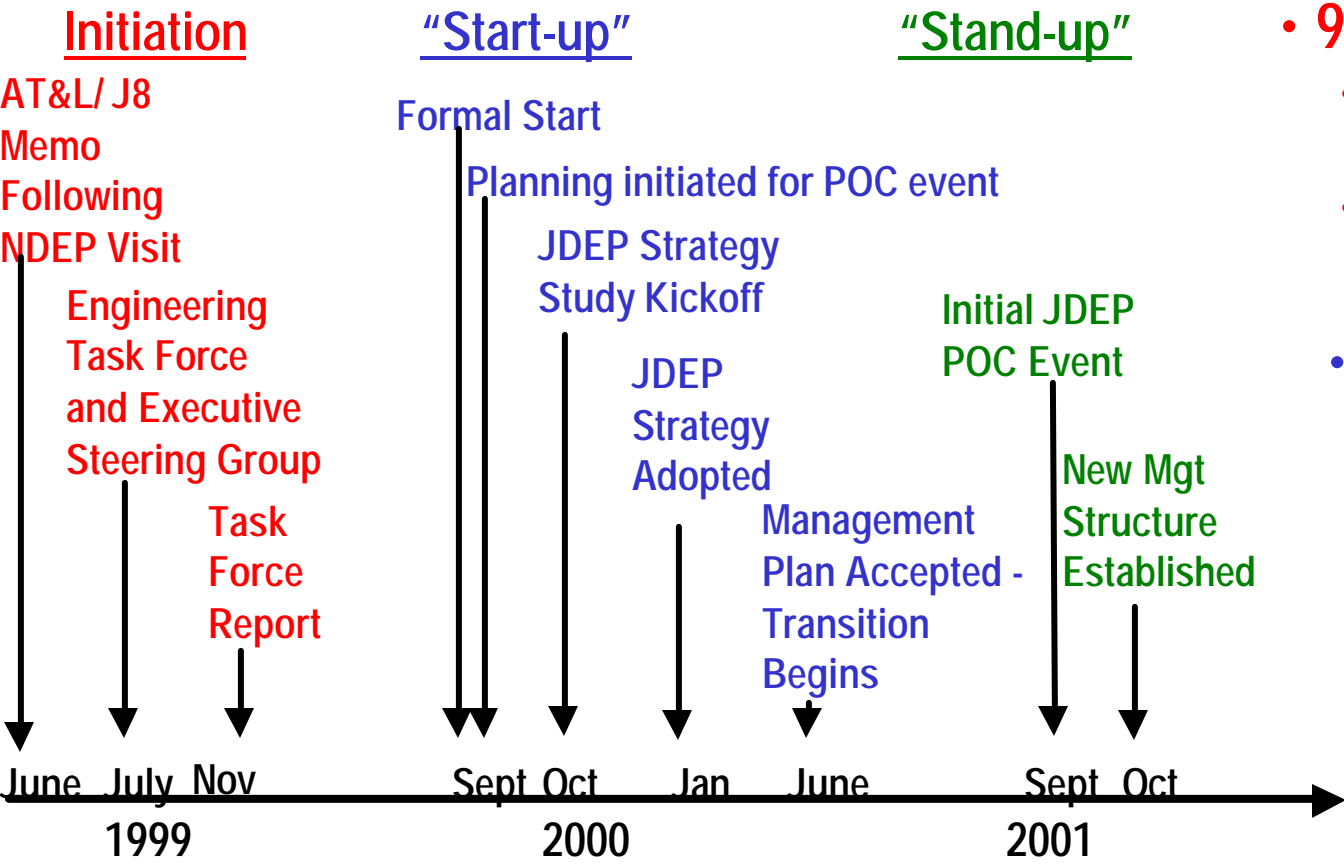 Initiation
“Start-up”
“Stand-up”
• 9
AT&L/ J8
Memo
Following
NDEP Visit
Engineering
Task Force
and Executive
Steering Group
Task
Force
Report
Formal Start
Planning initiated for POC event
JDEP Strategy
Study Kickoff
JDEP
Strategy
Adopted
Management
Plan Accepted -
Transition
Begins
Initial JDEP
POC Event
New Mgt
Structure
Established
June July Nov Sept Oct Jan June Sept Oct
1999 2000 2001